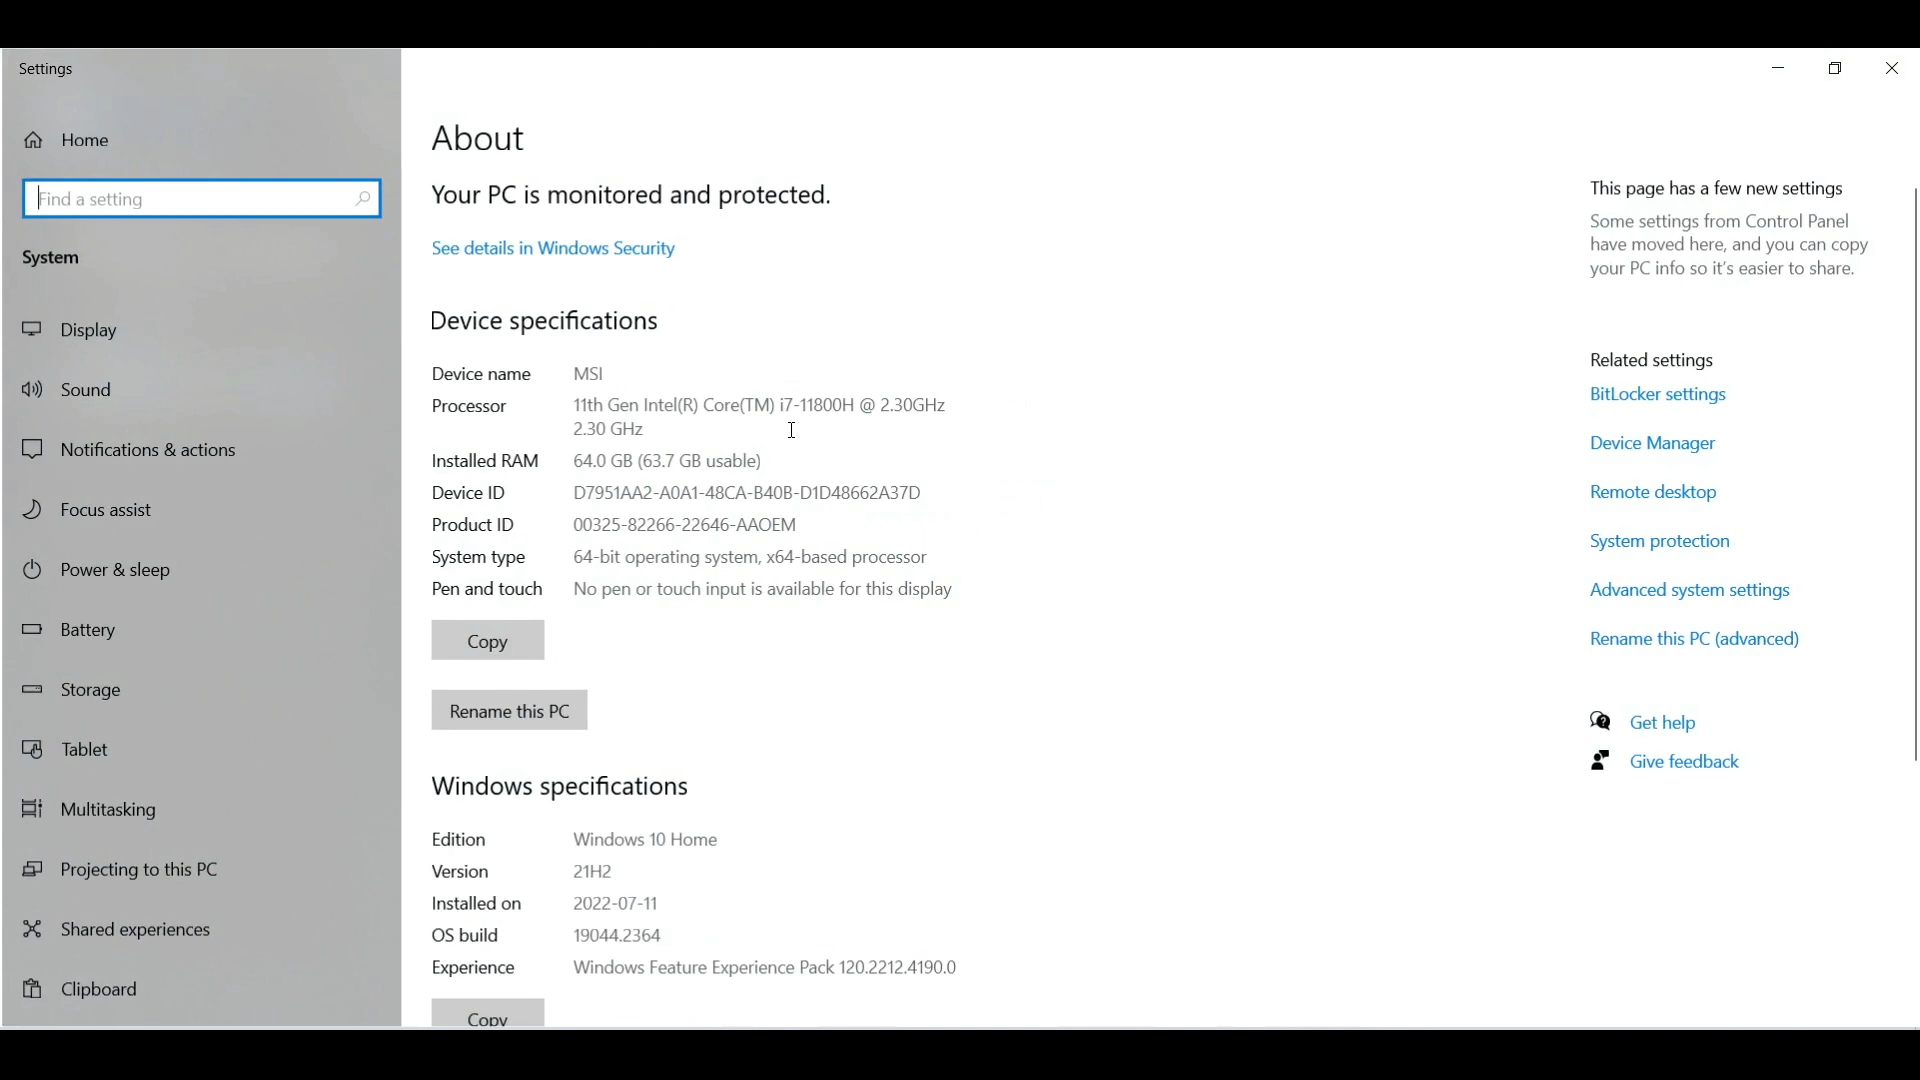 Settings
Home
Find a setting
System
Display
Sound
Notifications & actions
Focus assist
Power & sleep
Battery
Storage
Tablet
Multitasking
Projecting to this PC
Shared experiences
Clipboard
About
Your PC is monitored and protected.
See details in Windows Security
Device specifications
Device name MSI
Processor 11th Gen Intel(R) Core(TM) i7-11800H @ 2.30GHz
2.30 GHz
Installed RAM 64.0 GB (63.7 GB usable)
Device ID D7951AA2-A0A1-48CA-B40B-D1D48662A37D
Product ID 00325-82266-22646-AAOEM
System type 64-bit operating system, x64-based processor
Pen and touch No pen or touch input is available for this display
Copy
Rename this PC
Windows specifications
Edition Windows 10 Home
Version 21H2
Installed on 2022-07-11
OS build 19044.2364
Experience Windows Feature Experience Pack 120.2212.4190.0
Copy
This page has a few new settings
Some settings from Control Panel
have moved here, and you can copy
your PC info so it's easier to share.
Related settings
BitLocker settings
Device Manager
Remote desktop
System protection
Advanced system settings
Rename this PC (advanced)
Get help
Give feedback